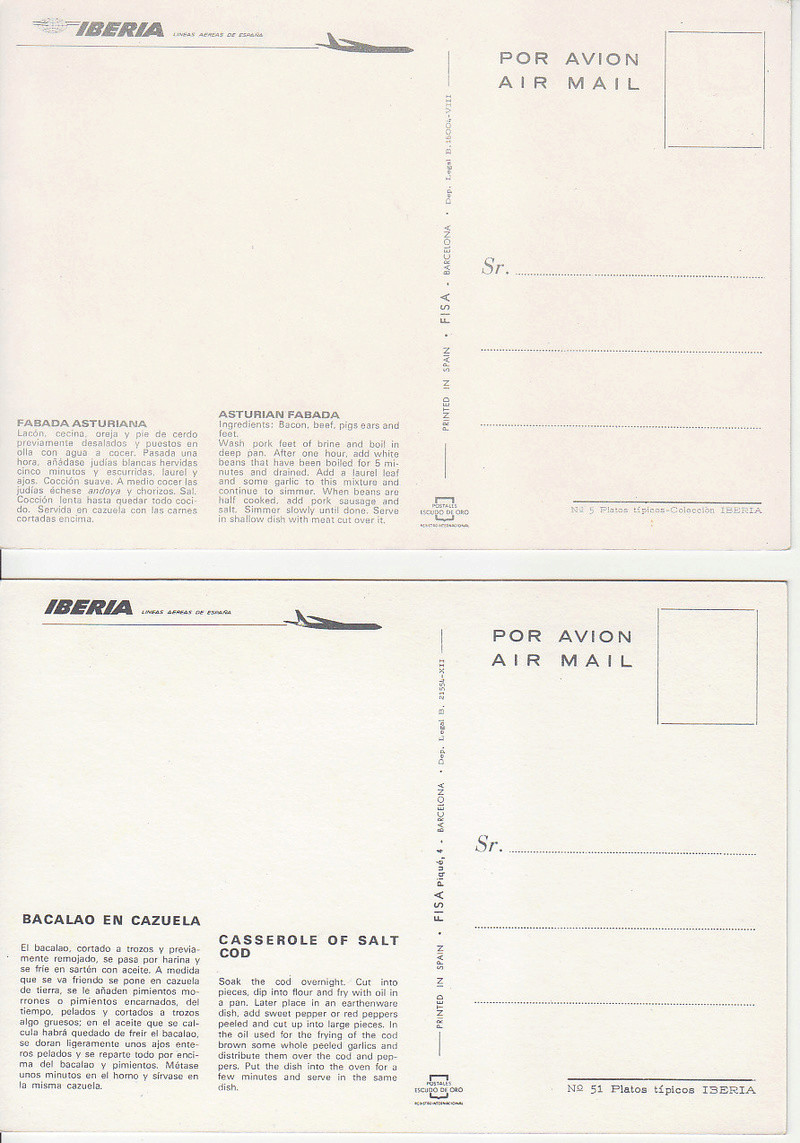 IBERIA LINEAS AEREAS DE ESPAÑA
POR AVION
AIR MAIL
Sr.
PRINTED IN SPAIN • FISA • BARCELONA • Dep. Legal B. 16004-VIII
FABADA ASTURIANA
Lacón, cecina, oreja y pie de cerdo
previamente desalados y puestos en
olla con agua a cocer. Pasada una
hora, añádase judías blancas hervidas
cinco minutos y escurridas, laurel y
ajos. Cocción suave. A medio cocer las
judías échese andoya y chorizos. Sal.
Cocción lenta hasta quedar todo coci-
do. Servida en cazuela con las carnes
cortadas encima.
ASTURIAN FABADA
Ingredients: Bacon, beef, pigs ears and
feet.
Wash pork feet of brine and boil in
deep pan. After one hour, add white
beans that have been boiled for 5 mi-
nutes and drained. Add a laurel leaf
and some garlic to this mixture and
continue to simmer. When beans are
half cooked, add pork sausage and
salt. Simmer slowly until done. Serve
in shallow dish with meat cut over it.
POSTALES
ESCUDO DE ORO
REGISTRO INTERNACIONAL
Nº 5 Platos típicos-Colección IBERIA
IBERIA LINEAS AEREAS DE ESPAÑA
POR AVION
AIR MAIL
Sr.
PRINTED IN SPAIN • FISA Piqué, 4 - BARCELONA • Dep. Legal B. 21554-XII
BACALAO EN CAZUELA
El bacalao, cortado a trozos y previa-
mente remojado, se pasa por harina y
se fríe en sartén con aceite. A medida
que se va friendo se pone en cazuela
de tierra, se le añaden pimientos mo-
rrones o pimientos encarnados, del
tiempo, pelados y cortados a trozos
algo gruesos; en el aceite que se cal-
cula habrá quedado de freir el bacalao,
se doran ligeramente unos ajos ente-
ros pelados y se reparte todo por enci-
ma del bacalao y pimientos. Métase
unos minutos en el horno y sírvase en
la misma cazuela.
CASSEROLE OF SALT
COD
Soak the cod overnight. Cut into
pieces, dip into flour and fry with oil in
a pan. Later place in an earthenware
dish, add sweet pepper or red peppers
peeled and cut up into large pieces. In
the oil used for the frying of the cod
brown some whole peeled garlics and
distribute them over the cod and pep-
pers. Put the dish into the oven for a
few minutes and serve in the same
dish.
POSTALES
ESCUDO DE ORO
REGISTRO INTERNACIONAL
Nº 51 Platos típicos IBERIA